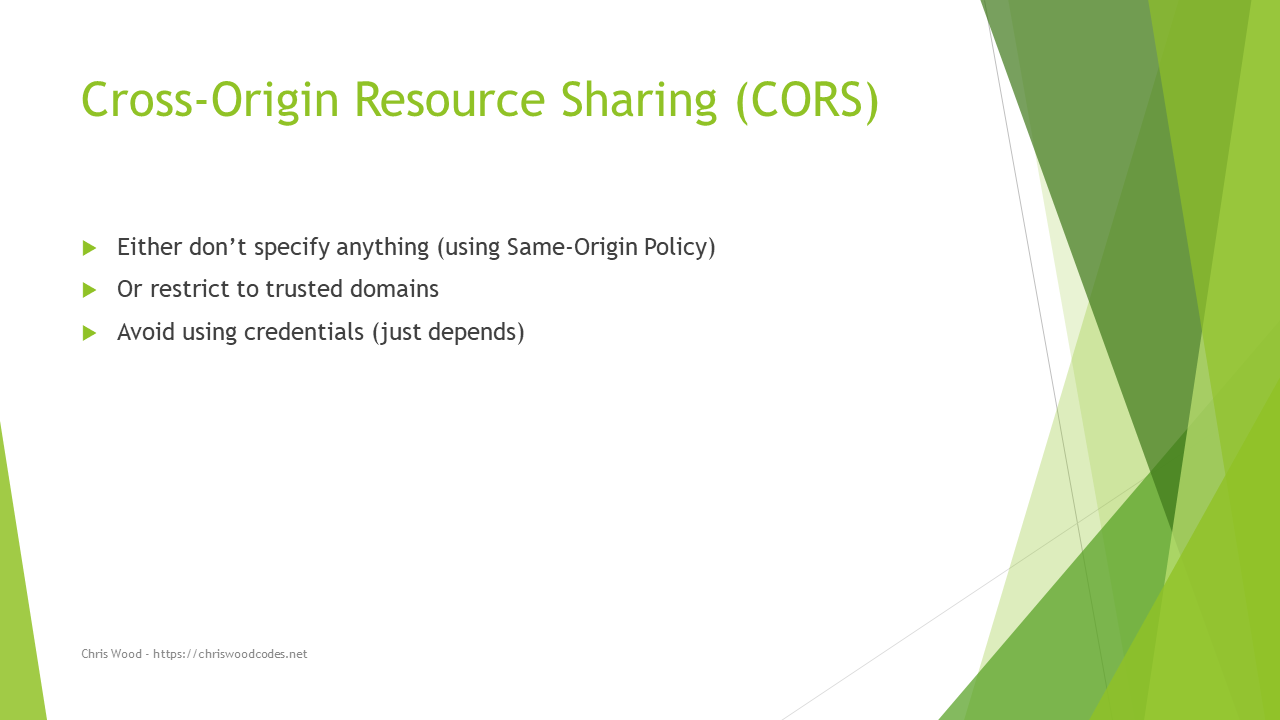 Cross-Origin Resource Sharing (CORS)
Either don’t specify anything (using Same-Origin Policy)
Or restrict to trusted domains
Avoid using credentials (just depends)
Chris Wood - https://chriswoodcodes.net